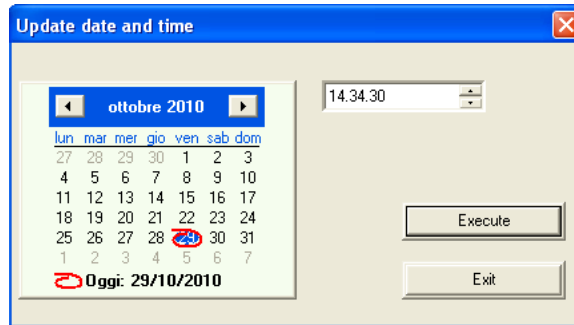 Update date and time
ottobre 2010
14.34.30
lun mar mer gio ven sab dom
27 28 29 30 1 2 3
4 5 6 7 8 9 10
11 12 13 14 15 16 17
18 19 20 21 22 23 24
25 26 27 28 29 30 31
1 2 3 4 5 6 7
Oggi: 29/10/2010
Execute
Exit